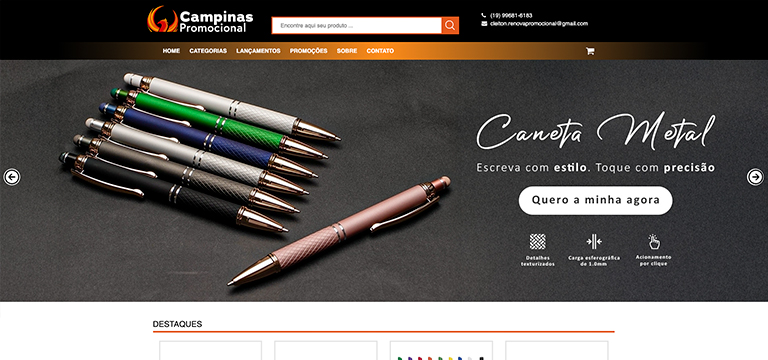 Campinas
Promocional
Encontre aqui seu produto ...
(19) 99681-6183
cleiton.renovapromocional@gmail.com
HOME CATEGORIAS LANÇAMENTOS PROMOÇÕES SOBRE CONTATO
Caneta Metal
Escreva com estilo. Toque com precisão
Quero a minha agora
Detalhes
texturizados
Carga esferográfica
de 1.0mm
Acionamento
por clique
DESTAQUES